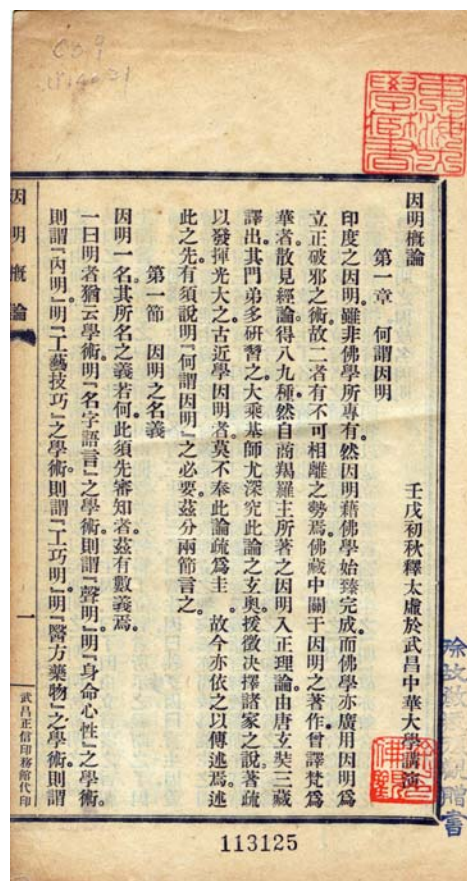 C3.9
因明概論
壬戌初秋釋太虛於武昌中華大學講演
第一章　何謂因明
印度之因明。雖非佛學所專有。然因明藉佛學始臻完成。而佛學亦廣用因明爲
立正破邪之術。故二者有不可相離之勢焉。佛藏中關于因明之著作。曾譯梵爲
華者。散見經論得八九種。然自商羯羅主所著之因明入正理論。由唐玄奘三藏
譯出。其門弟多研習之。大乘基師尤深究此論之玄奧。援徵决擇諸家之說。著疏
以發揮光大之。古近學因明者。莫不奉此論疏爲圭。故今亦依之以傳述焉。述
此之先。有須說明『何謂因明』之必要。茲分兩節言之。
第一節　因明之名義
因明一名。其所名之義若何。此須先審知者。茲有數義焉。
一曰明者猶云學術。明『名字語言』之學術。則謂『聲明』。明『身命心性』之學術。
則謂『內明』。明『工藝技巧』之學術。則謂『工巧明』。明『醫方藥物』之學術。則謂
因明概論
一
武昌正信印務館代印
贈書
113125